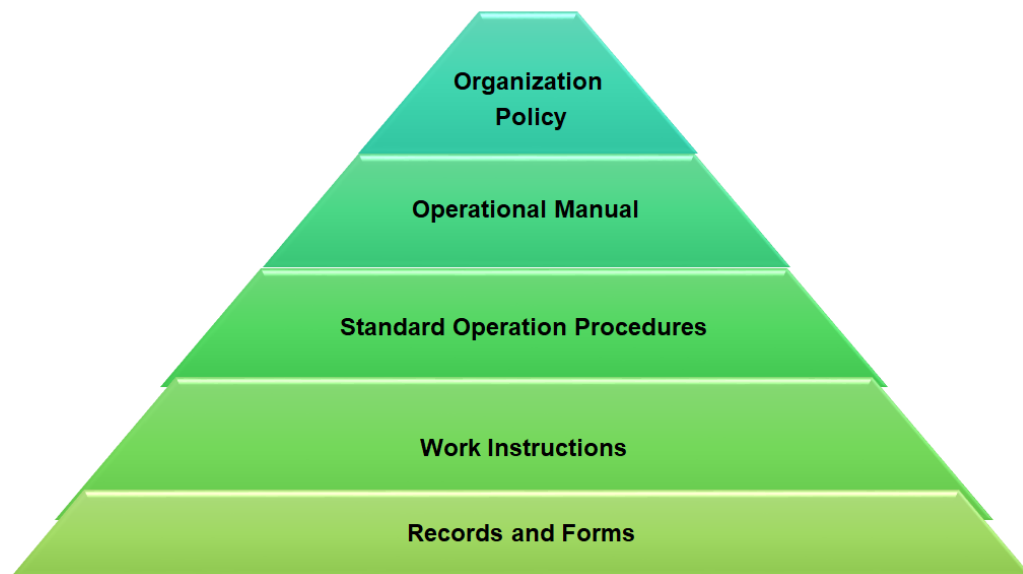 Organization
Policy
Operational Manual
Standard Operation Procedures
Work Instructions
Records and Forms